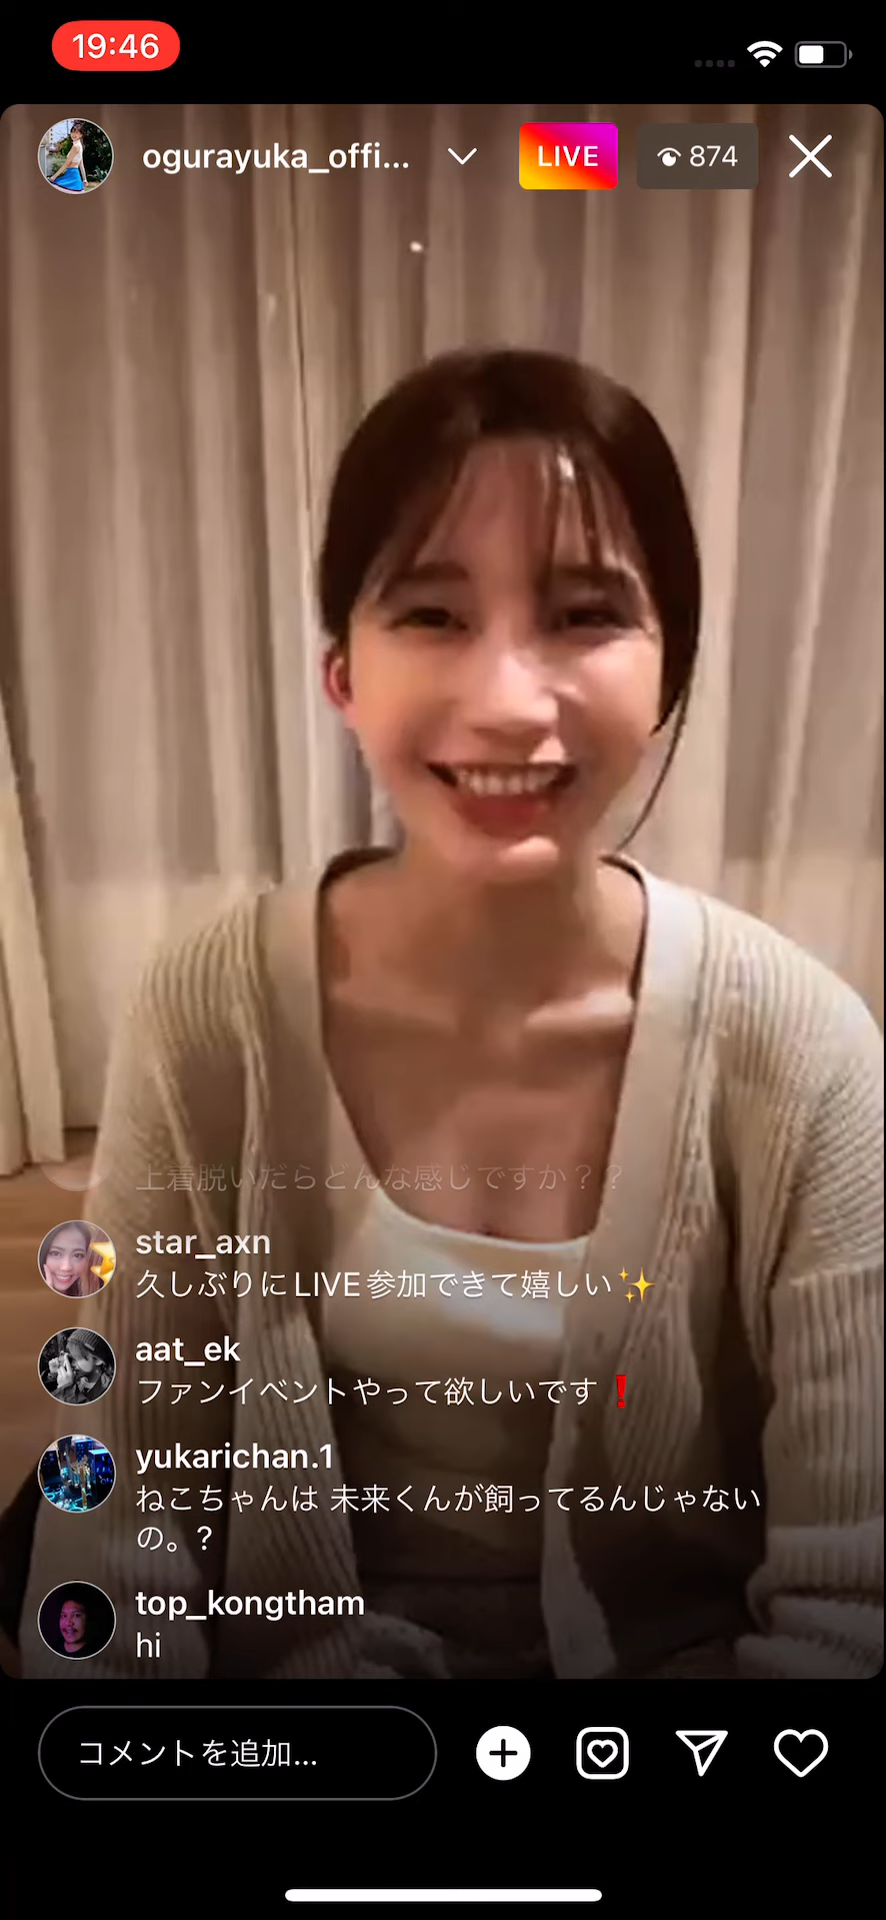 19:46
ogurayuka_offi...
LIVE
874
上着脱いだらどんな感じですか？？
star_axn
久しぶりにLIVE参加できて嬉しい✨
aat_ek
ファンイベントやって欲しいです❗
yukarichan.1
ねこちゃんは 未来くんが飼ってるんじゃない
の。?
top_kongtham
hi
コメントを追加...